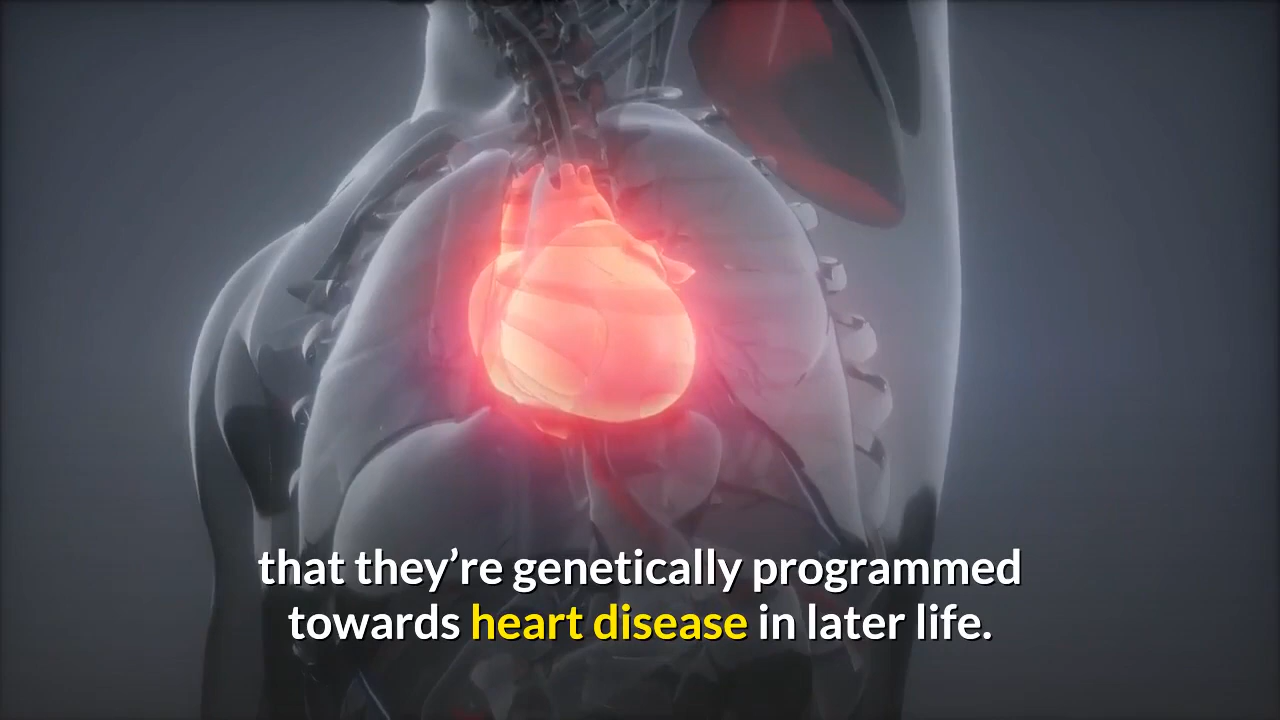 that they’re genetically programmed
towards heart disease in later life.